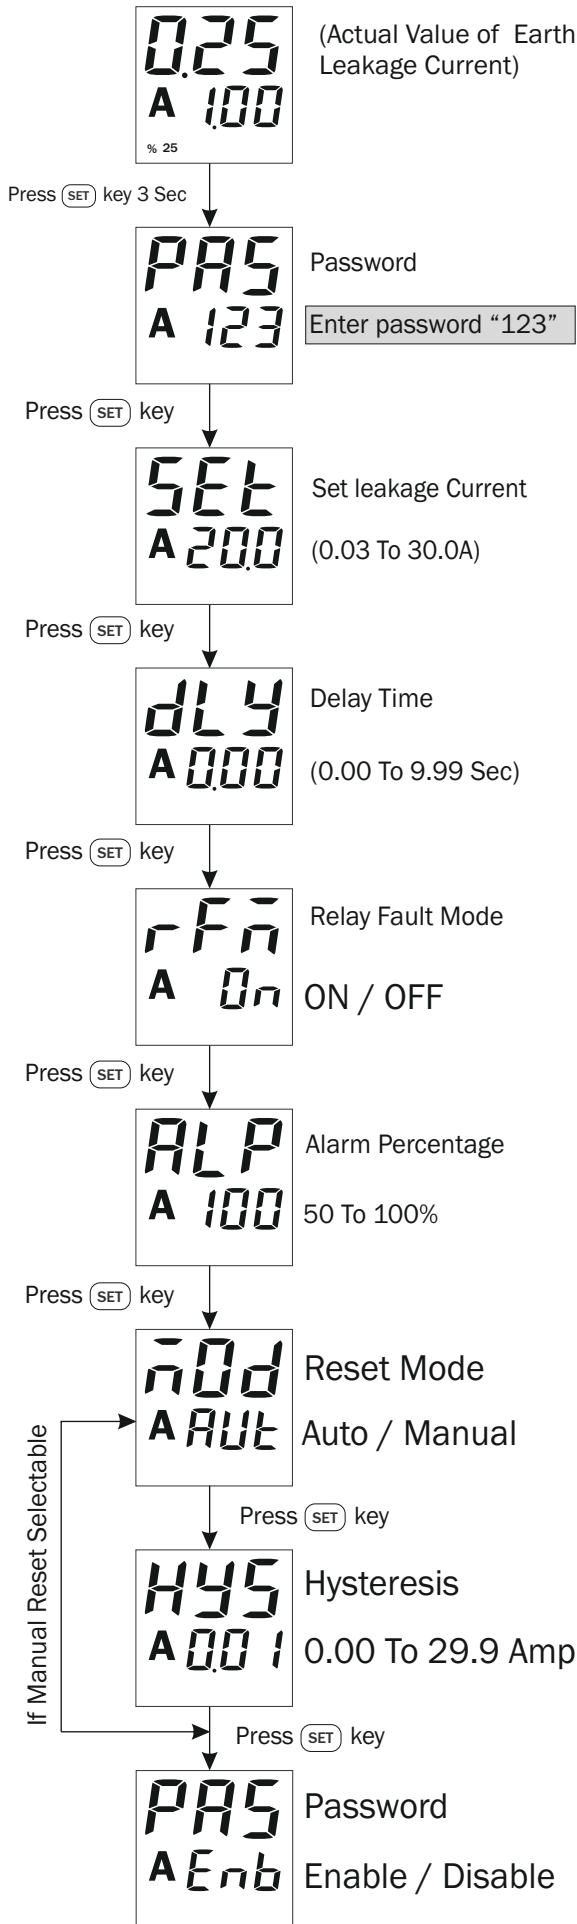 0.25
(Actual Value of Earth
Leakage Current)
A 1.00
% 25
Press SET key 3 Sec
PAS
Password
A 123
Enter password “123”
Press SET key
SEt
Set leakage Current
A 20.0
(0.03 To 30.0A)
Press SET key
dLY
Delay Time
A 0.00
(0.00 To 9.99 Sec)
Press SET key
rFn̄
Relay Fault Mode
A On
ON / OFF
Press SET key
ALP
Alarm Percentage
A 100
50 To 100%
Press SET key
n̄Od
Reset Mode
A AUt
Auto / Manual
If Manual Reset Selectable
Press SET key
HYS
Hysteresis
A 0.01
0.00 To 29.9 Amp
Press SET key
PAS
Password
A Enb
Enable / Disable